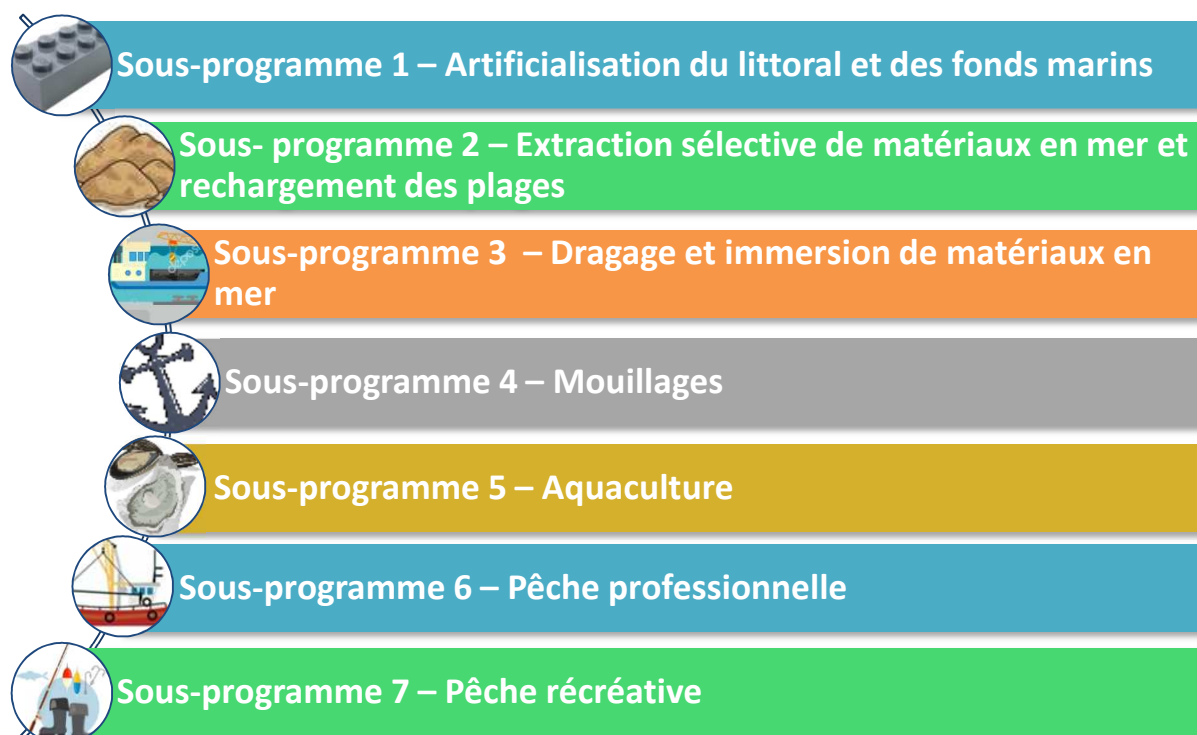 Sous-programme 1 – Artificialisation du littoral et des fonds marins
Sous- programme 2 – Extraction sélective de matériaux en mer et
rechargement des plages
Sous-programme 3 – Dragage et immersion de matériaux en
mer
Sous-programme 4 – Mouillages
Sous-programme 5 – Aquaculture
Sous-programme 6 – Pêche professionnelle
Sous-programme 7 – Pêche récréative